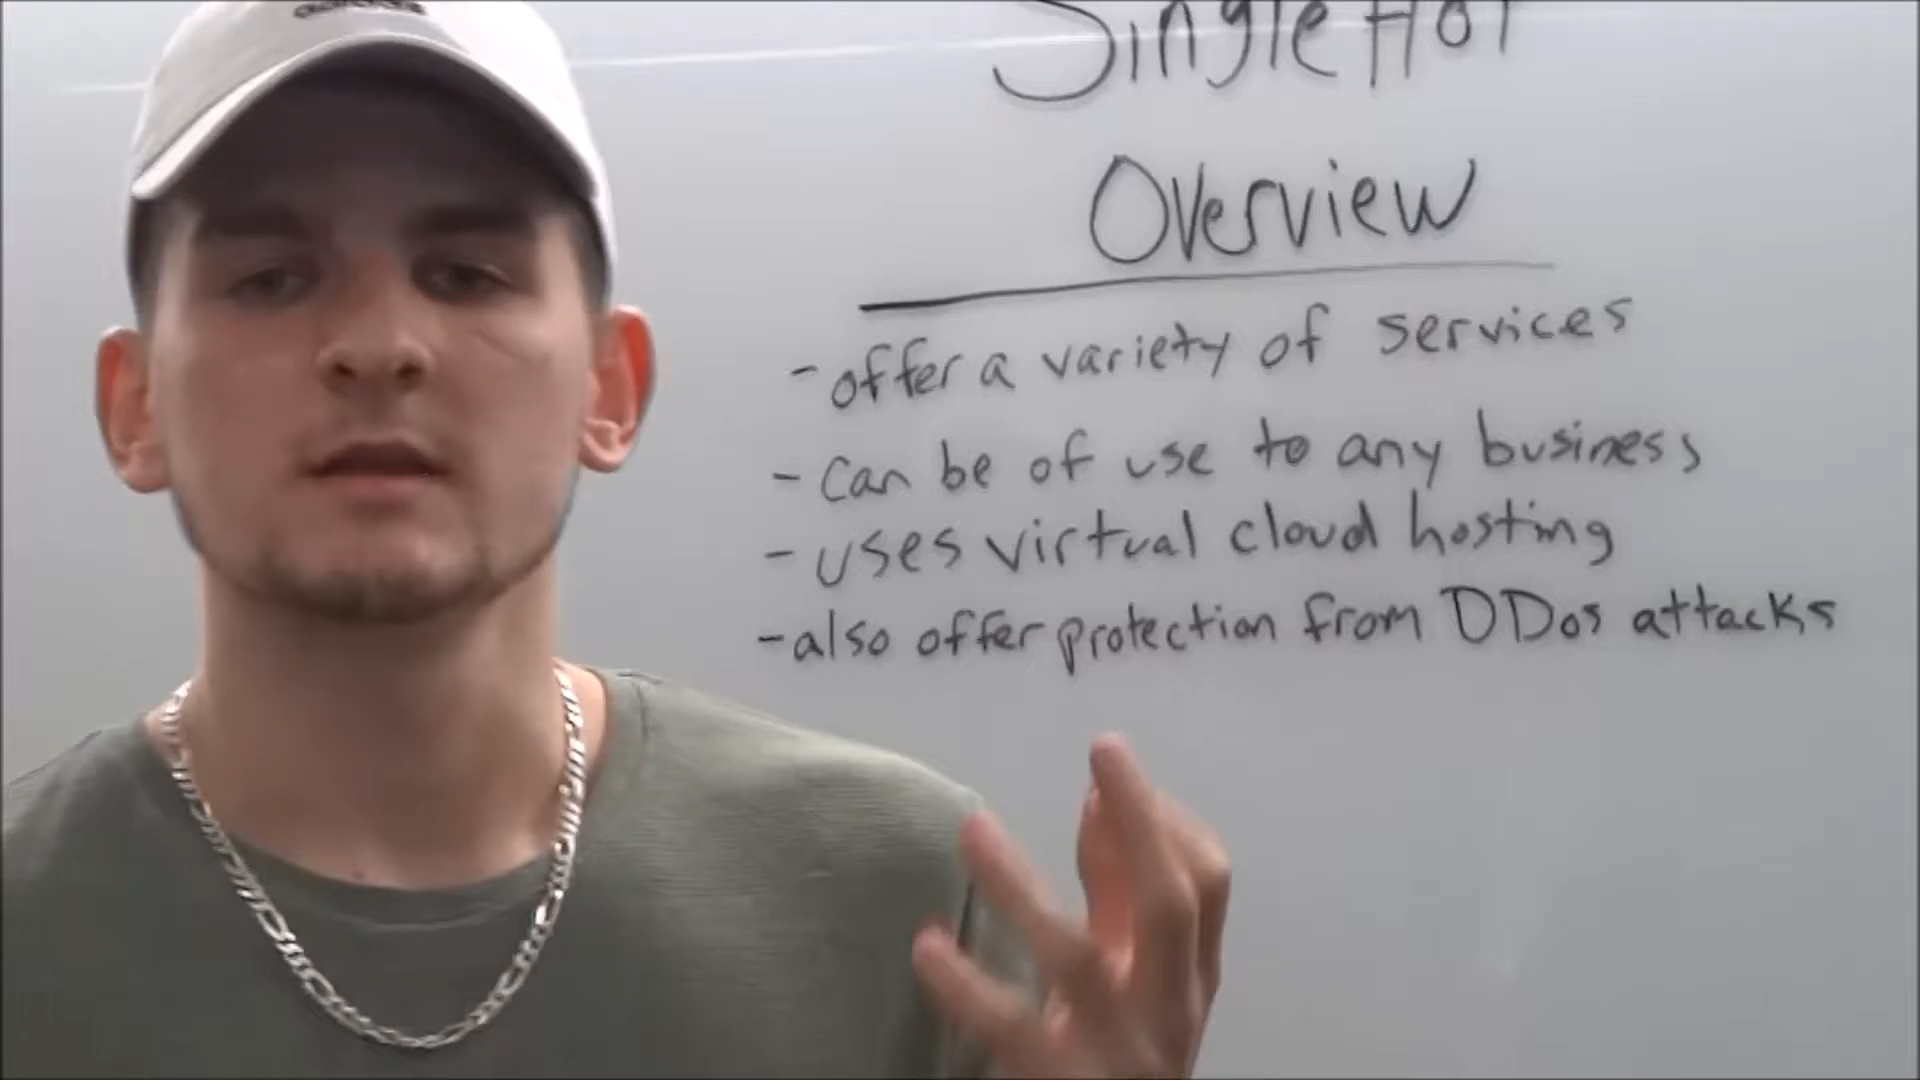 SingleHop
Overview
- offer a variety of services
- can be of use to any business
- uses virtual cloud hosting
- also offer protection from DDos attacks